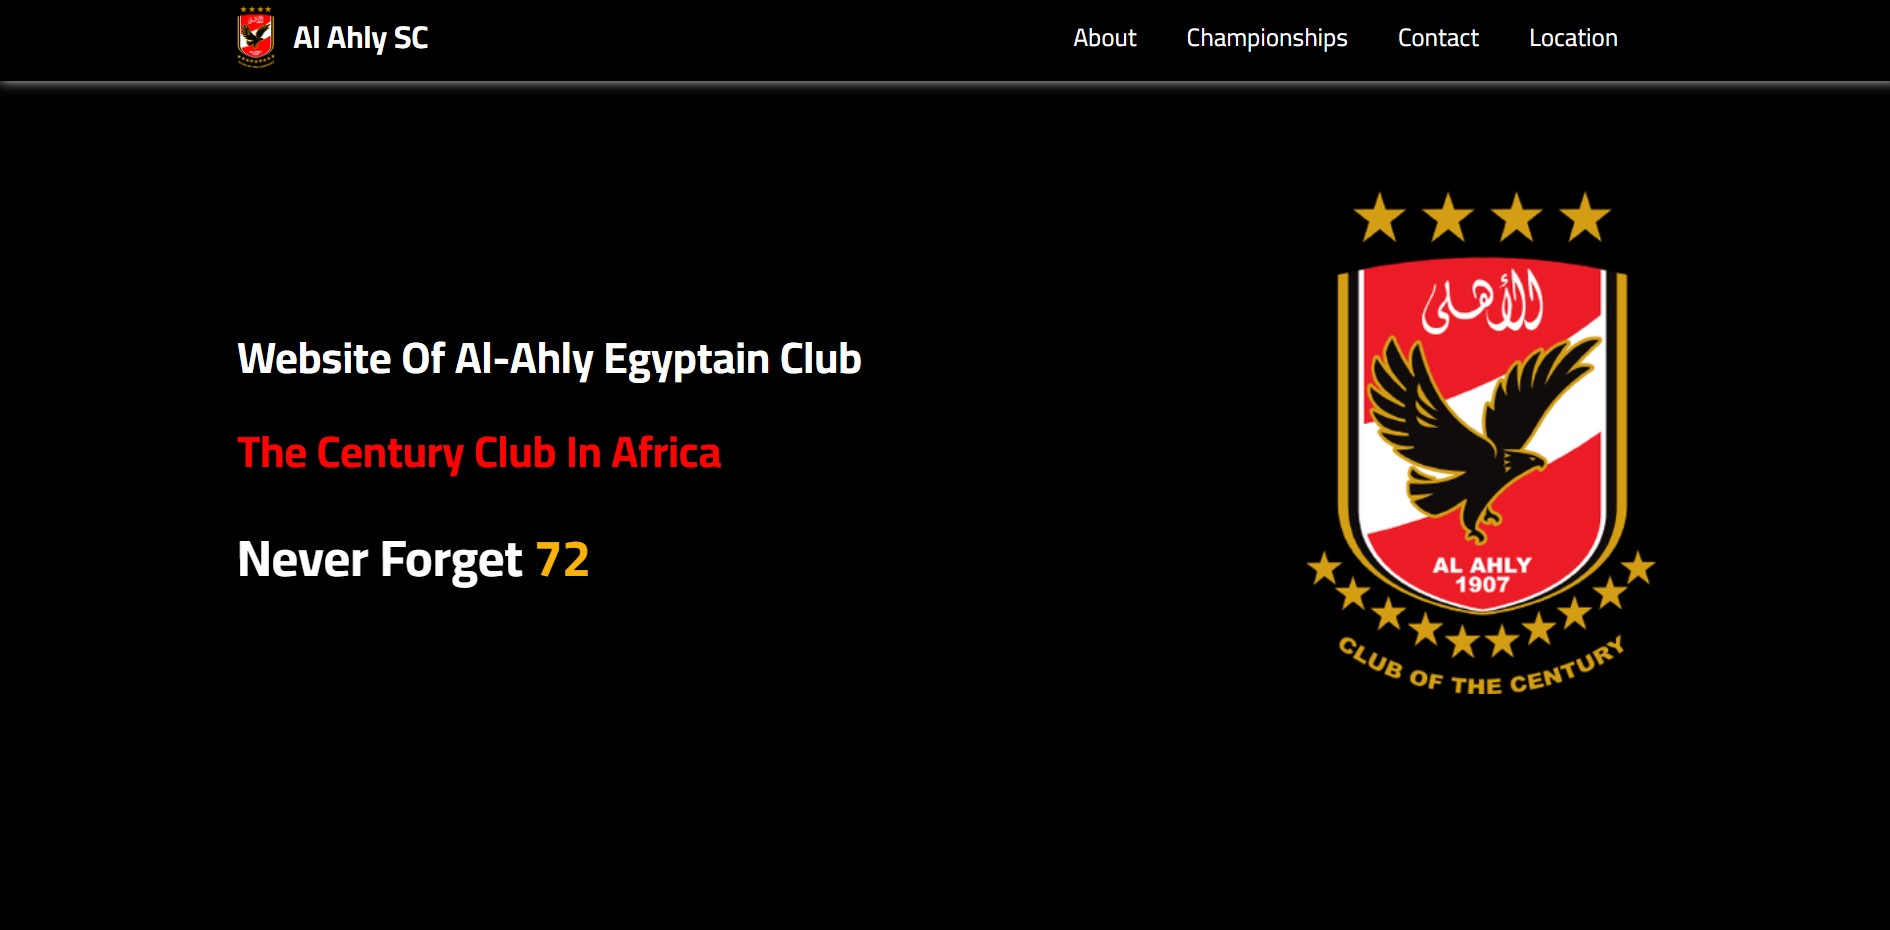 Al Ahly SC
About Championships Contact Location
Website Of Al-Ahly Egyptain Club
The Century Club In Africa
Never Forget 72
الأهلى
AL AHLY
1907
CLUB OF THE CENTURY